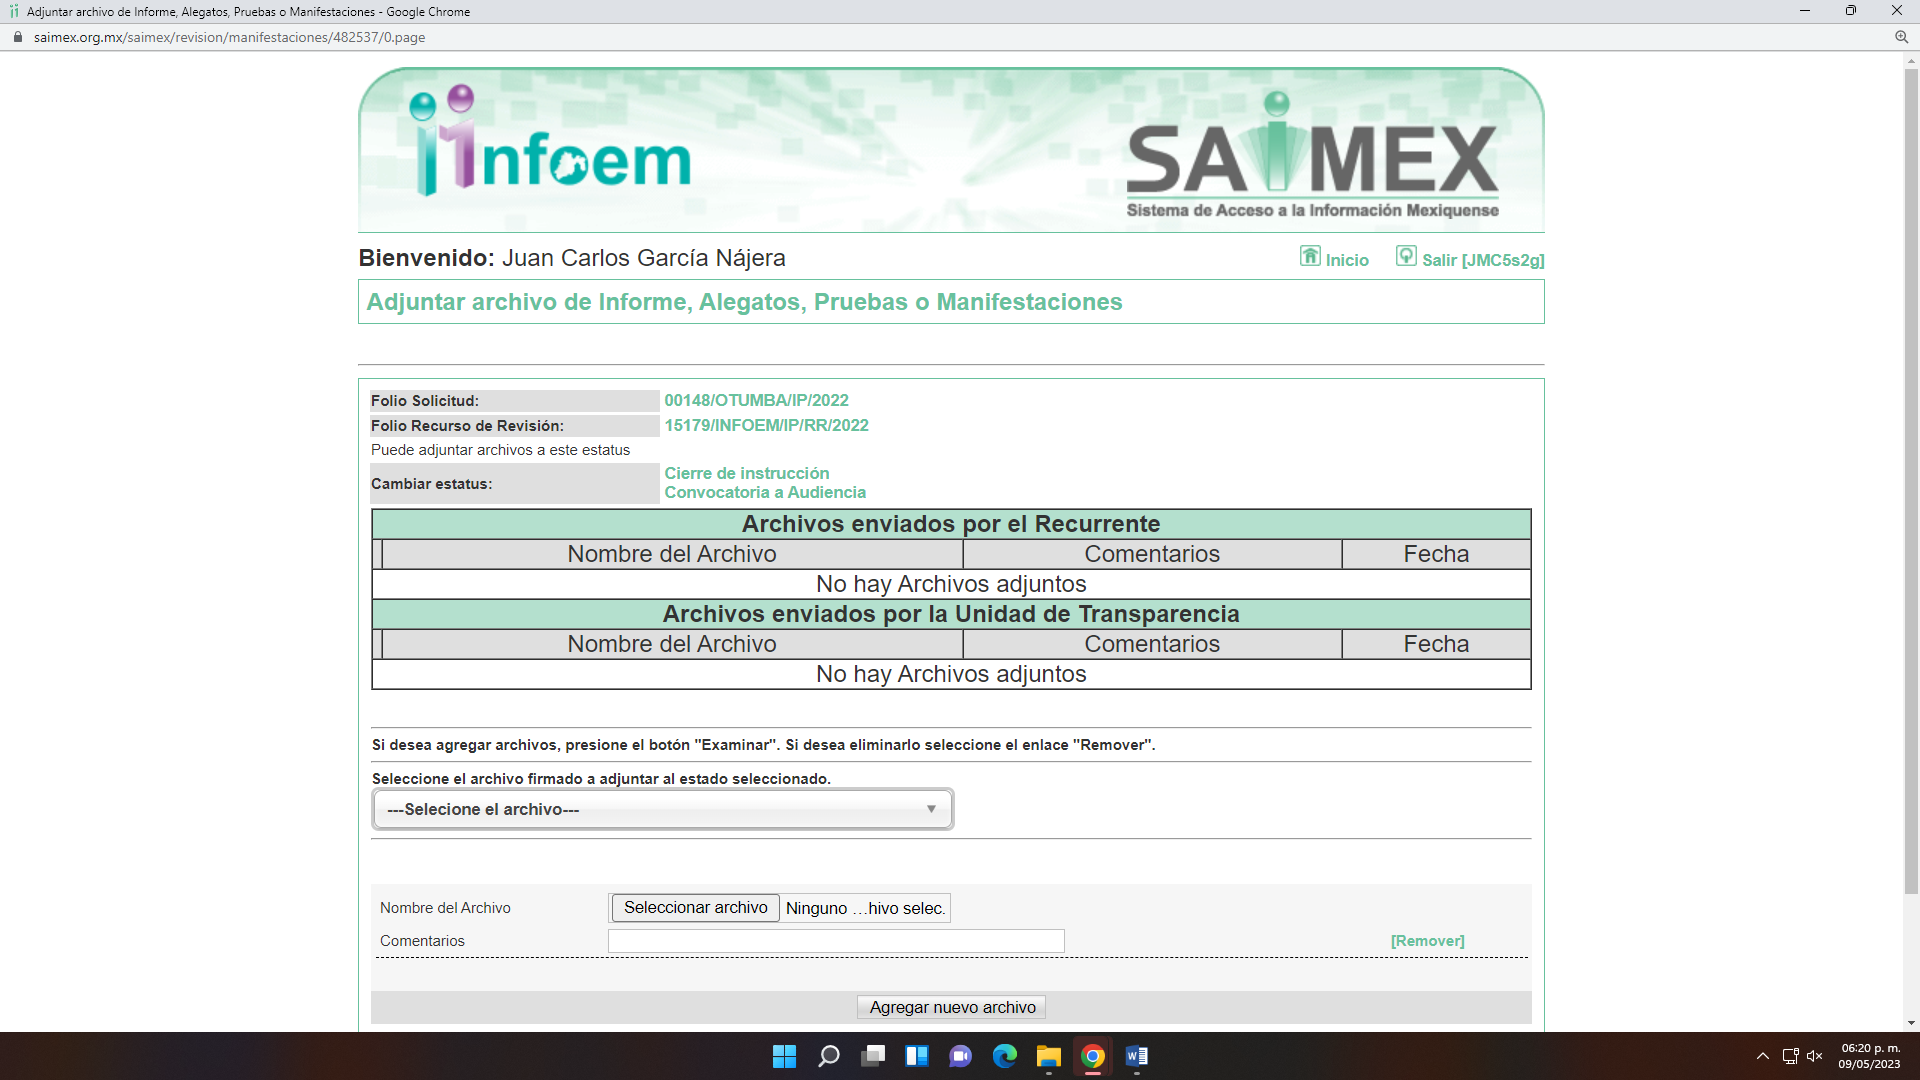 Adjuntar archivo de Informe, Alegatos, Pruebas o Manifestaciones - Google Chrome
saimex.org.mx/saimex/revision/manifestaciones/482537/0.page
infoem
SAiMEX
Sistema de Acceso a la Información Mexiquense
Bienvenido: Juan Carlos García Nájera
Inicio
Salir [JMC5s2g]
Adjuntar archivo de Informe, Alegatos, Pruebas o Manifestaciones
Folio Solicitud: 00148/OTUMBA/IP/2022
Folio Recurso de Revisión: 15179/INFOEM/IP/RR/2022
Puede adjuntar archivos a este estatus
Cambiar estatus: Cierre de instrucción
Convocatoria a Audiencia
Archivos enviados por el Recurrente
Nombre del Archivo Comentarios Fecha
No hay Archivos adjuntos
Archivos enviados por la Unidad de Transparencia
Nombre del Archivo Comentarios Fecha
No hay Archivos adjuntos
Si desea agregar archivos, presione el botón "Examinar". Si desea eliminarlo seleccione el enlace "Remover".
Seleccione el archivo firmado a adjuntar al estado seleccionado.
---Selecione el archivo---
Nombre del Archivo Seleccionar archivo Ninguno …hivo selec.
Comentarios [Remover]
Agregar nuevo archivo
06:20 p. m.
09/05/2023